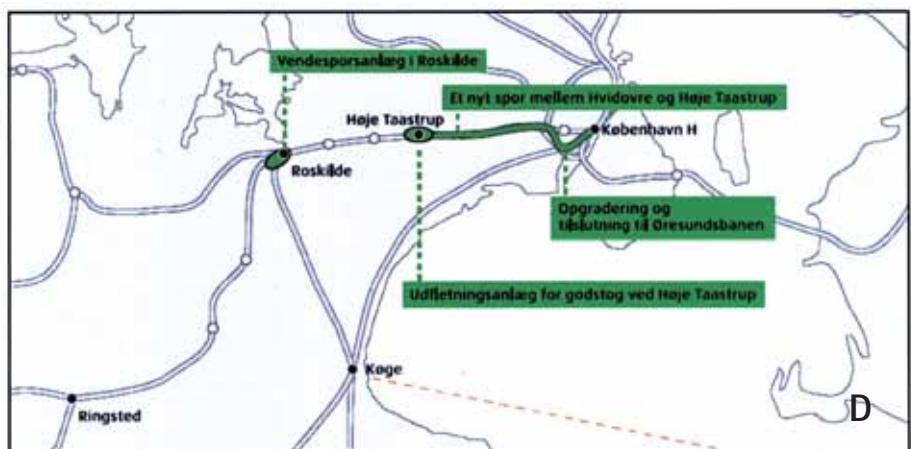 Vendesporsanlæg i Roskilde
Et nyt spor mellem Hvidovre og Høje Taastrup
Høje Taastrup
København H
Roskilde
Opgradering og
tilslutning til Øresundsbanen
Udfletningsanlæg for godstog ved Høje Taastrup
Køge
Ringsted
D